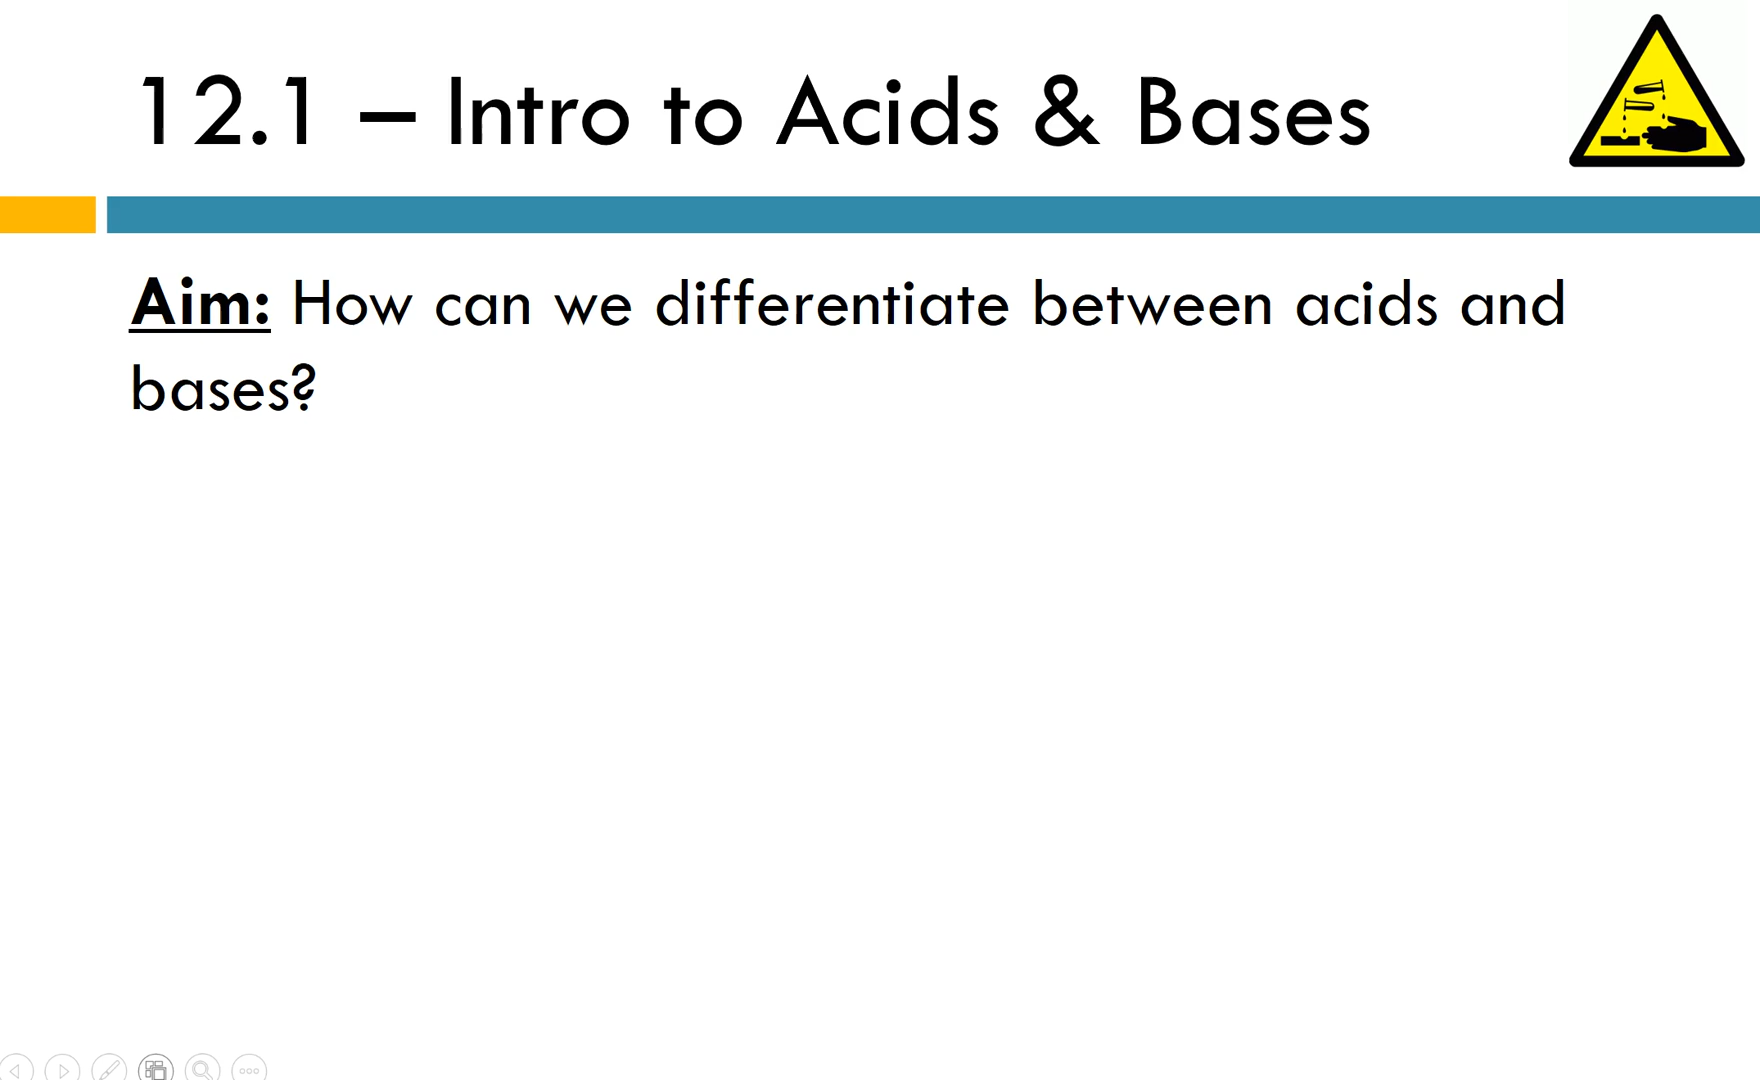 12.1 – Intro to Acids & Bases
Aim: How can we differentiate between acids and
bases?